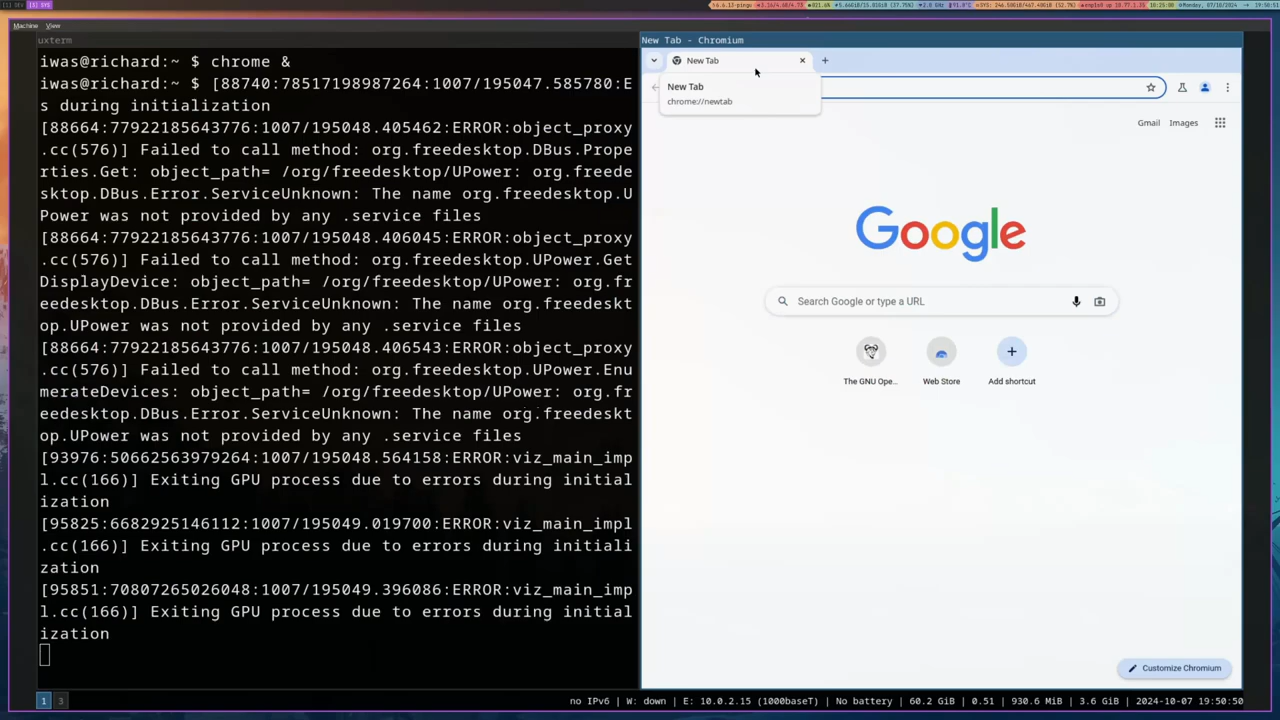 [1] DEV [3] SYS
Machine View
uxterm
iwas@richard:~ $ chrome &
iwas@richard:~ $ [88740:78517198987264:1007/195047.585780:E
s during initialization
[88664:77922185643776:1007/195048.405462:ERROR:object_proxy
.cc(576)] Failed to call method: org.freedesktop.DBus.Prope
rties.Get: object_path= /org/freedesktop/UPower: org.freede
sktop.DBus.Error.ServiceUnknown: The name org.freedesktop.U
Power was not provided by any .service files
[88664:77922185643776:1007/195048.406045:ERROR:object_proxy
.cc(576)] Failed to call method: org.freedesktop.UPower.Get
DisplayDevice: object_path= /org/freedesktop/UPower: org.fr
eedesktop.DBus.Error.ServiceUnknown: The name org.freedeskt
op.UPower was not provided by any .service files
[88664:77922185643776:1007/195048.406543:ERROR:object_proxy
.cc(576)] Failed to call method: org.freedesktop.UPower.Enu
merateDevices: object_path= /org/freedesktop/UPower: org.fr
eedesktop.DBus.Error.ServiceUnknown: The name org.freedeskt
op.UPower was not provided by any .service files
[93976:50662563979264:1007/195048.564158:ERROR:viz_main_imp
l.cc(166)] Exiting GPU process due to errors during initial
ization
[95825:6682925146112:1007/195049.019700:ERROR:viz_main_impl
.cc(166)] Exiting GPU process due to errors during initiali
zation
[95851:70807265026048:1007/195049.396086:ERROR:viz_main_imp
l.cc(166)] Exiting GPU process due to errors during initial
ization
New Tab - Chromium
New Tab
New Tab
chrome://newtab
Gmail Images
Google
Search Google or type a URL
The GNU Ope... Web Store Add shortcut
Customize Chromium
1 3
no IPv6 | W: down | E: 10.0.2.15 (1000baseT) | No battery | 60.2 GiB | 0.51 | 930.6 MiB | 3.6 GiB | 2024-10-07 19:50:50